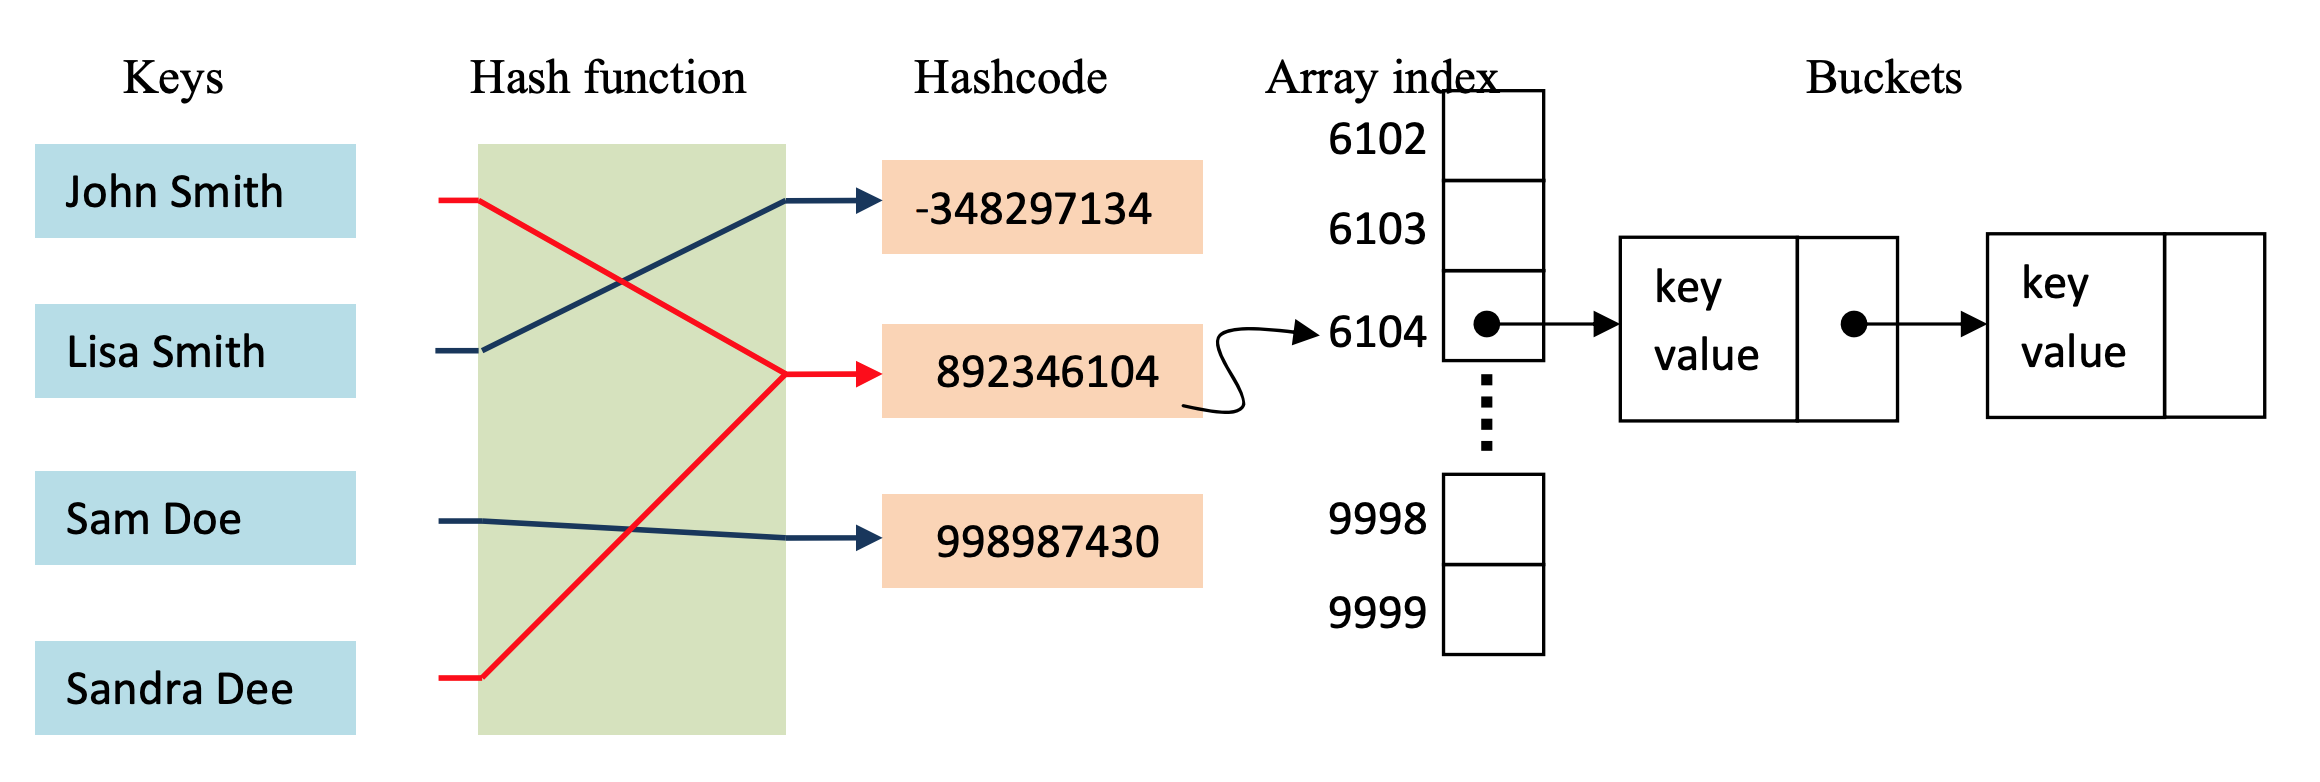 Keys
Hash function
Hashcode
Array index
Buckets
John Smith
Lisa Smith
Sam Doe
Sandra Dee
-348297134
892346104
998987430
6102
6103
6104
9998
9999
key
value
key
value